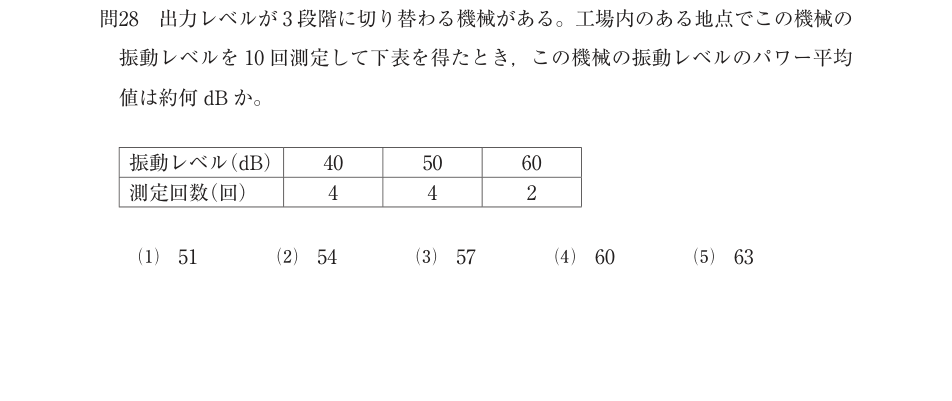 問28　出力レベルが3段階に切り替わる機械がある。工場内のある地点でこの機械の
振動レベルを10回測定して下表を得たとき，この機械の振動レベルのパワー平均
値は約何 dB か。
振動レベル(dB)　40　50　60
測定回数(回)　4　4　2
(1)　51　(2)　54　(3)　57　(4)　60　(5)　63